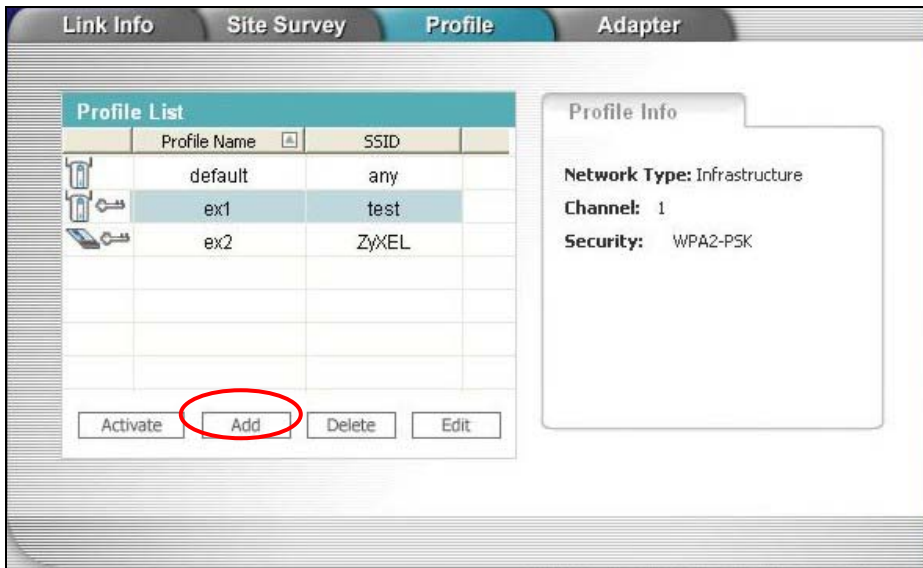 Link Info Site Survey Profile Adapter
Profile List
Profile Name SSID
default any
ex1 test
ex2 ZyXEL
Activate Add Delete Edit
Profile Info
Network Type: Infrastructure
Channel: 1
Security: WPA2-PSK